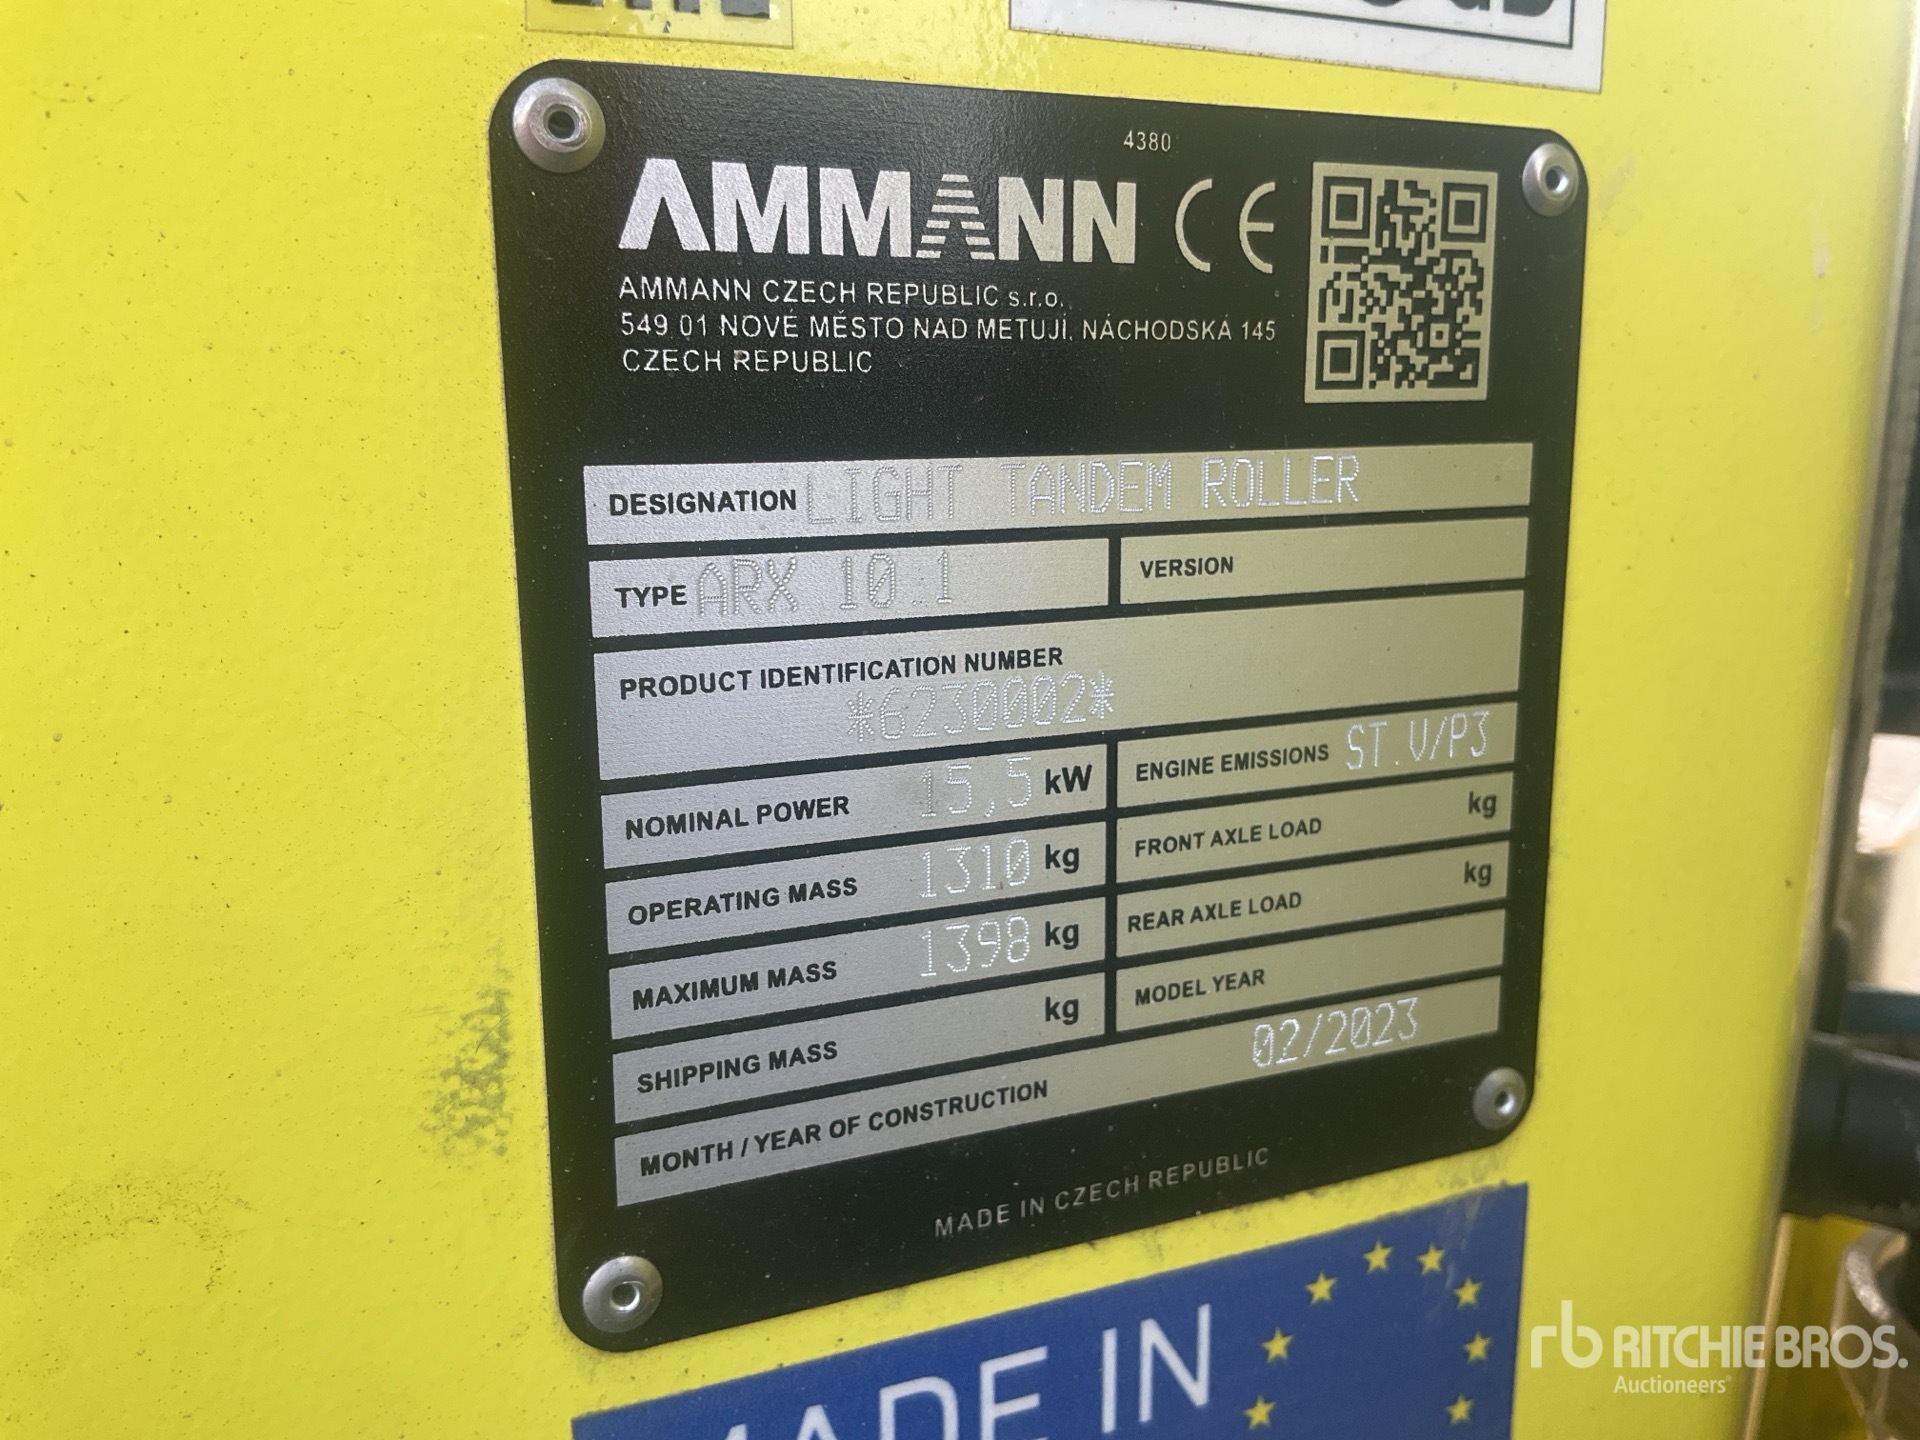 4380
AMMANN CE
AMMANN CZECH REPUBLIC s.r.o.
549 01 NOVÉ MĚSTO NAD METUJÍ, NÁCHODSKÁ 145
CZECH REPUBLIC
DESIGNATION LIGHT TANDEM ROLLER
TYPE ARX 10.1
VERSION
PRODUCT IDENTIFICATION NUMBER
*6230002*
NOMINAL POWER 15,5 kW
ENGINE EMISSIONS ST.V/P3
OPERATING MASS 1310 kg
FRONT AXLE LOAD kg
MAXIMUM MASS 1398 kg
REAR AXLE LOAD kg
SHIPPING MASS kg
MODEL YEAR
MONTH / YEAR OF CONSTRUCTION 02/2023
MADE IN CZECH REPUBLIC
MADE IN
rb RITCHIE BROS.
Auctioneers